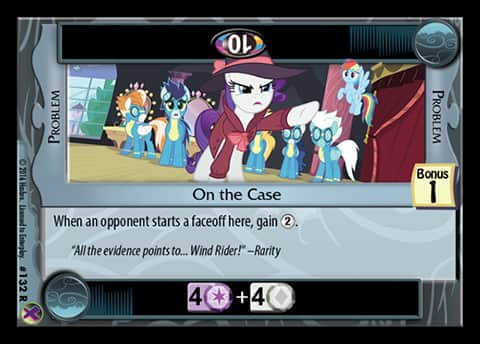 10
PROBLEM
PROBLEM
On the Case
Bonus
1
When an opponent starts a faceoff here, gain 2.
"All the evidence points to... Wind Rider!" –Rarity
4 + 4
© 2016 Hasbro. Licensed to Enterplay.
#132 R